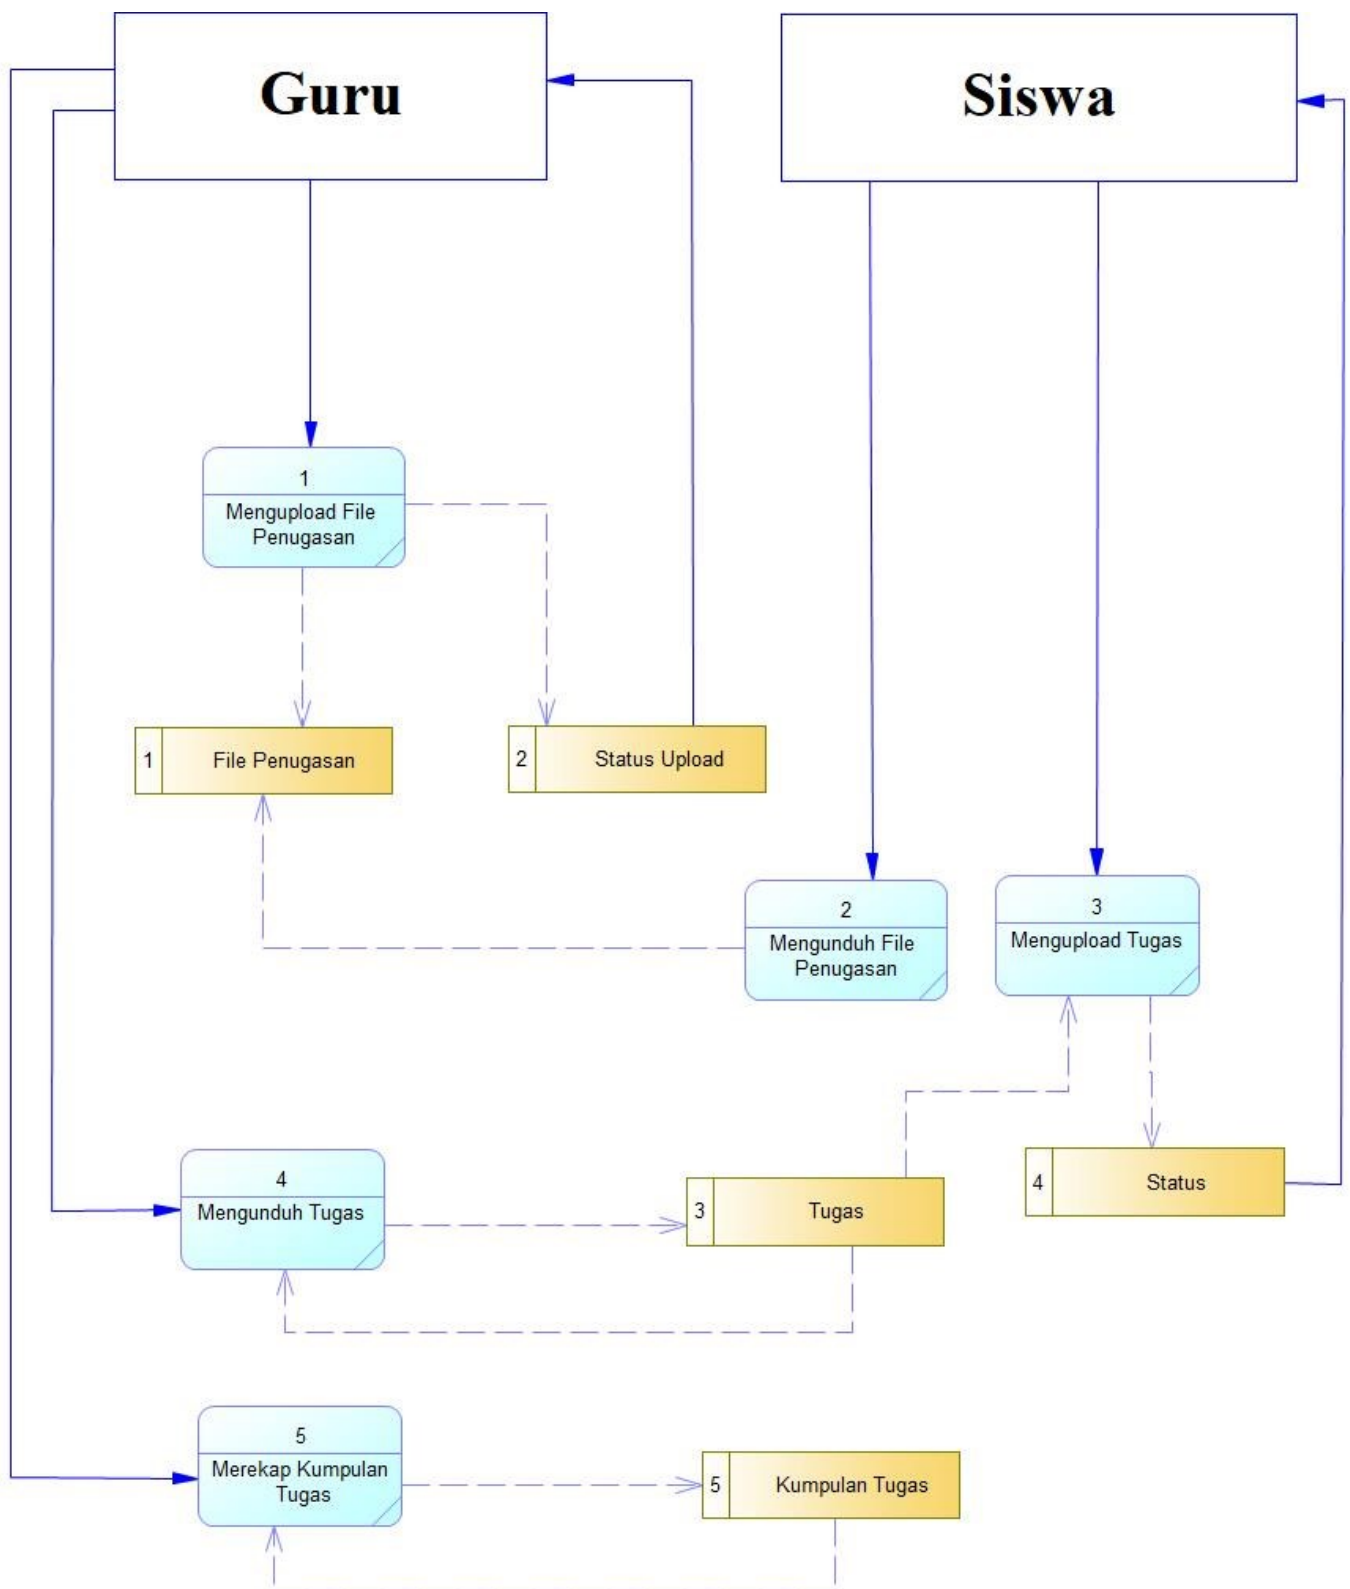 Guru
Siswa
1
Mengupload File
Penugasan
1
File Penugasan
2
Status Upload
2
Mengunduh File
Penugasan
3
Mengupload Tugas
4
Mengunduh Tugas
3
Tugas
4
Status
5
Merekap Kumpulan
Tugas
5
Kumpulan Tugas